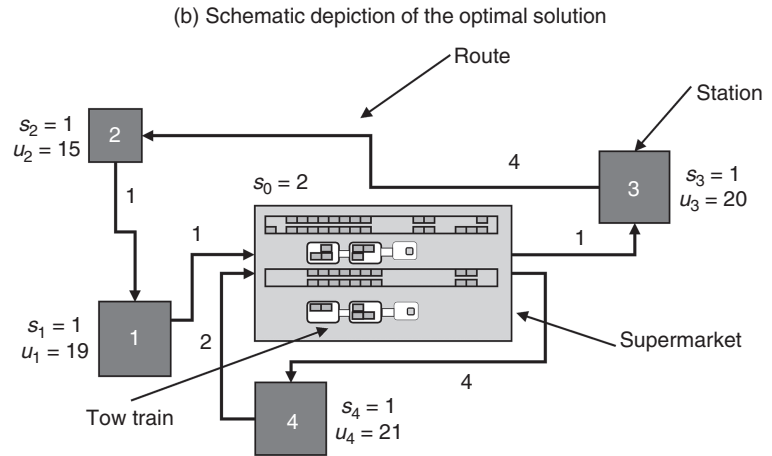 (b) Schematic depiction of the optimal solution
Route
Station
s2 = 1
u2 = 15
2
4
s0 = 2
3
s3 = 1
u3 = 20
1
1
1
s1 = 1
u1 = 19
1
2
Supermarket
4
Tow train
4
s4 = 1
u4 = 21